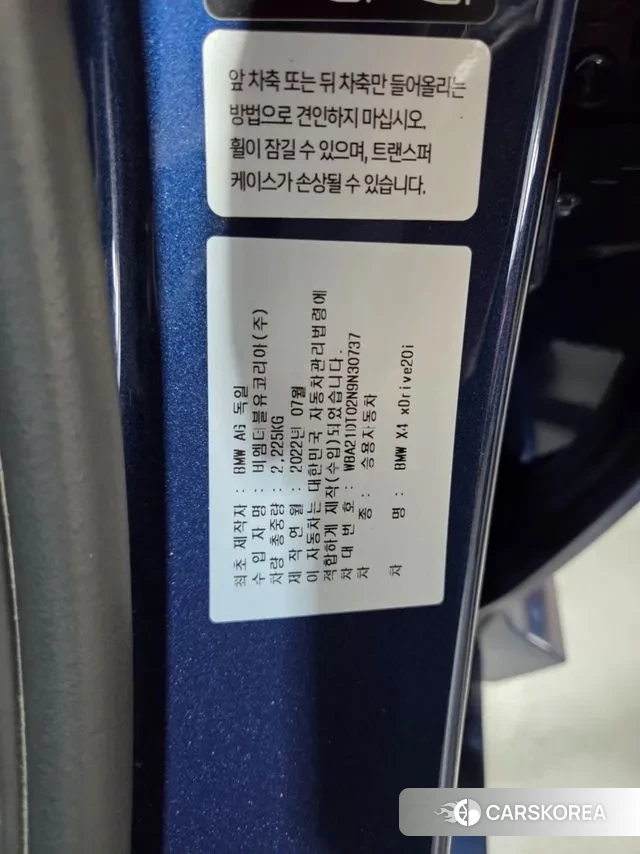 앞 차축 또는 뒤 차축만 들어올리는
방법으로 견인하지 마십시오.
휠이 잠길 수 있으며, 트랜스퍼
케이스가 손상될 수 있습니다.
최초 제작자 : BMW AG 독일
수 입 자 명 : 비엠더블유코리아(주)
차량 총중량 : 2,225KG
제 작 연 월 : 2022년 07월
이 자동차는 대한민국 자동차관리법령에
적합하게 제작(수입)되었습니다.
차 대 번 호 : WBA21DT02N9N30737
차 종 : 승용자동차
차 명 : BMW X4 xDrive20i
CARSKOREA